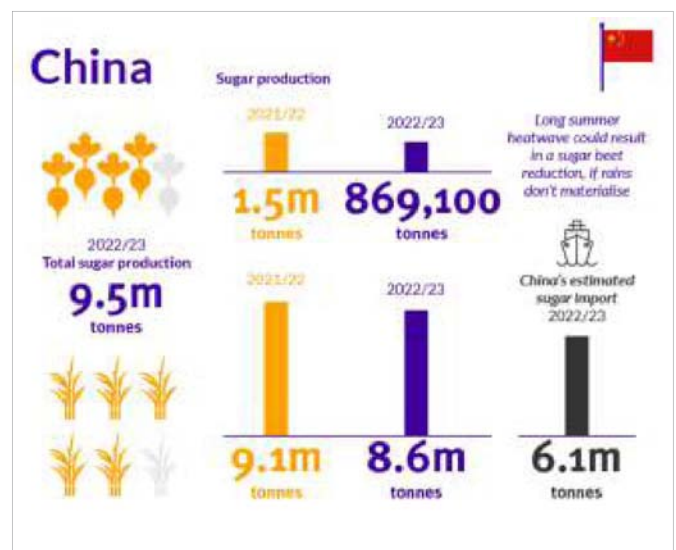 China
Sugar production
2021/22
2022/23
1.5m
tonnes
869,100
tonnes
Long summer
heatwave could result
in a sugar beet
reduction, if rains
don't materialise
2022/23
Total sugar production
9.5m
tonnes
2021/22
2022/23
9.1m
tonnes
8.6m
tonnes
China's estimated
sugar import
2022/23
6.1m
tonnes